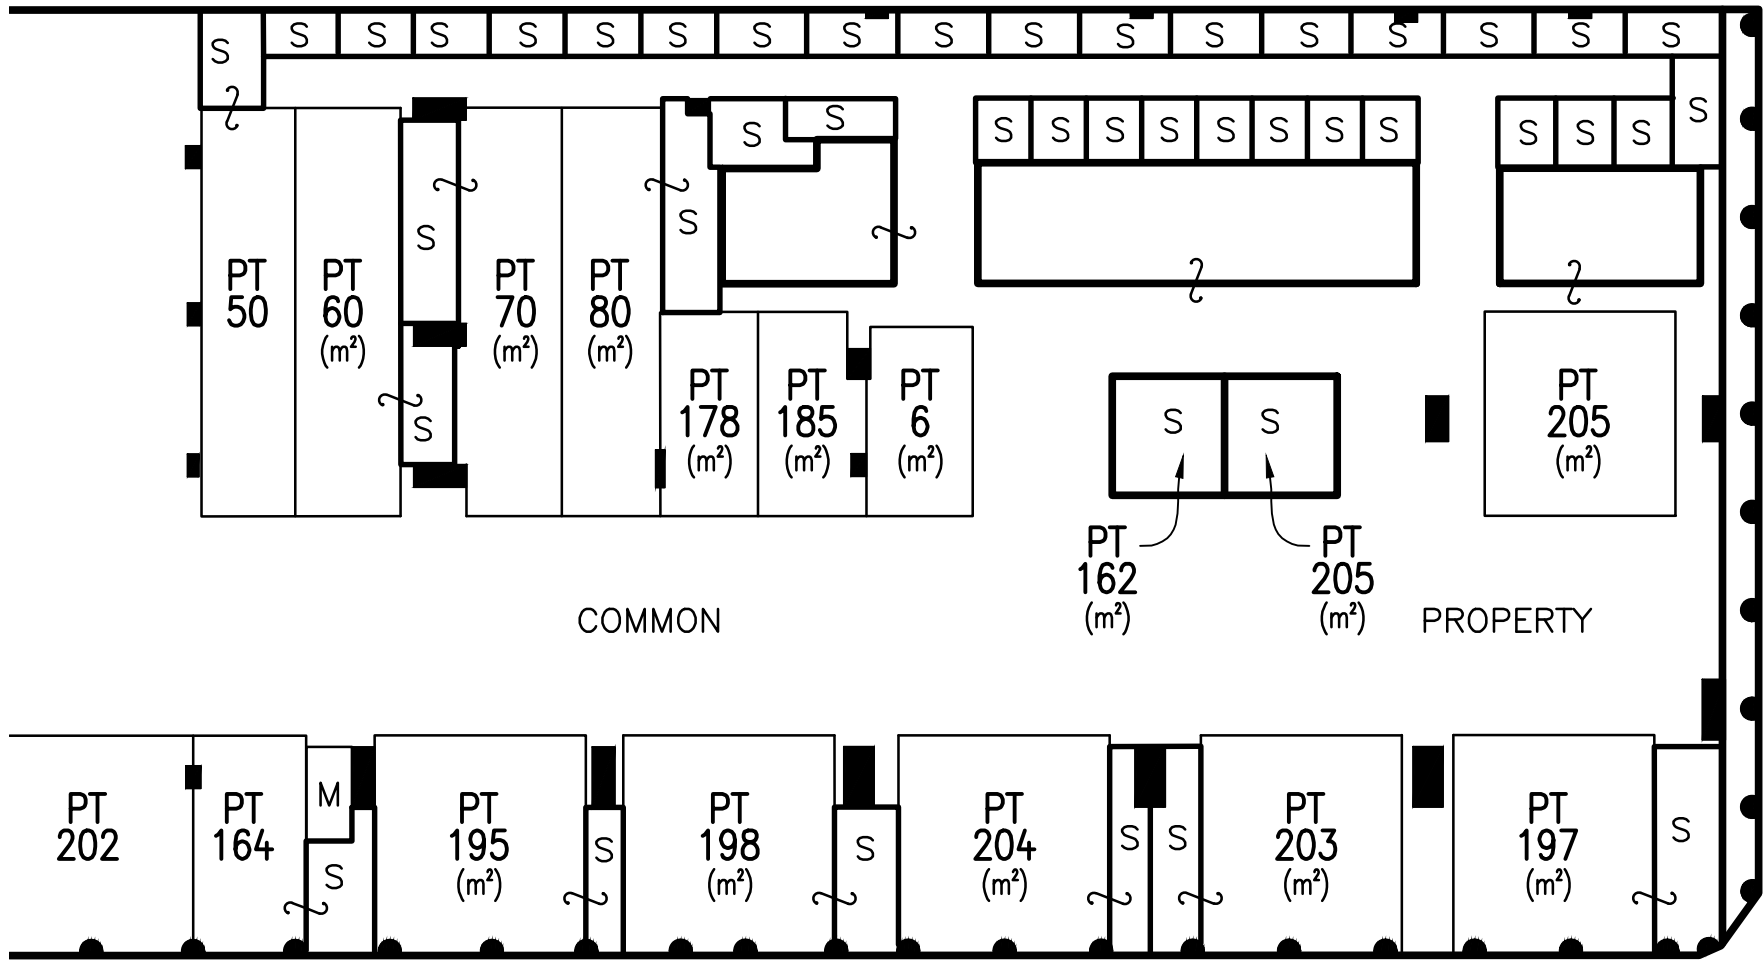 S S S S S S S S S S S S S S S S S S
S
S S
S S S S S S S S
S S S
S
S
S
PT
50
PT
60
(m²)
PT
70
(m²)
PT
80
(m²)
PT
178
(m²)
PT
185
(m²)
PT
6
(m²)
S
S
S
PT
205
(m²)
PT
162
(m²)
PT
205
(m²)
COMMON
PROPERTY
PT
202
PT
164
M
S
PT
195
(m²)
S
PT
198
(m²)
S
PT
204
(m²)
S
S
PT
203
(m²)
PT
197
(m²)
S